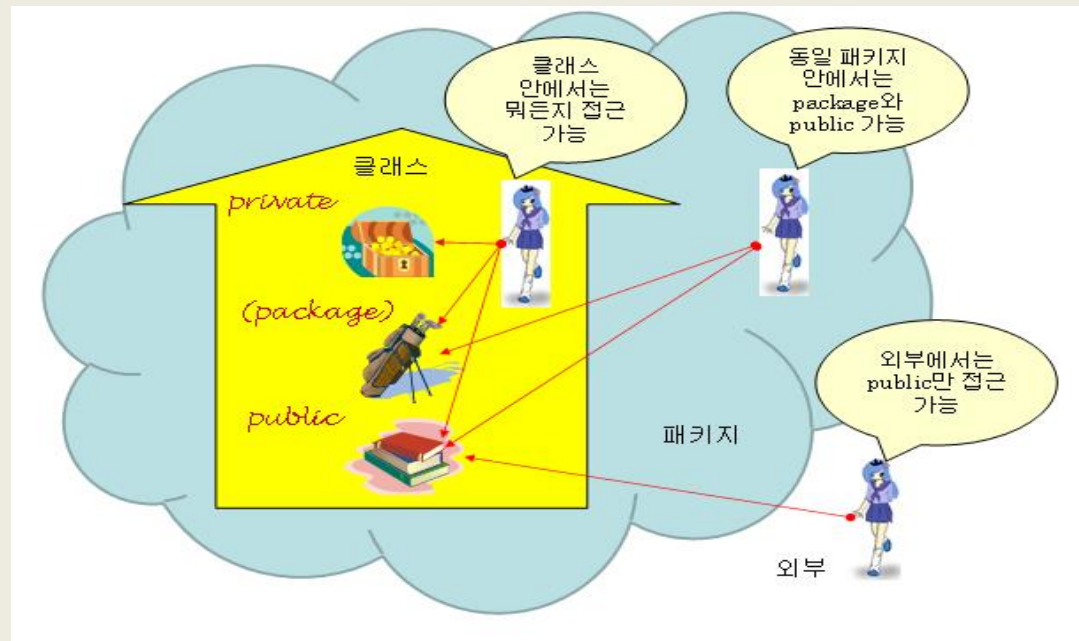 클래스
안에서는
뭐든지 접근
가능
동일 패키지
안에서는
package와
public 가능
클래스
private
(package)
public
패키지
외부에서는
public만 접근
가능
외부